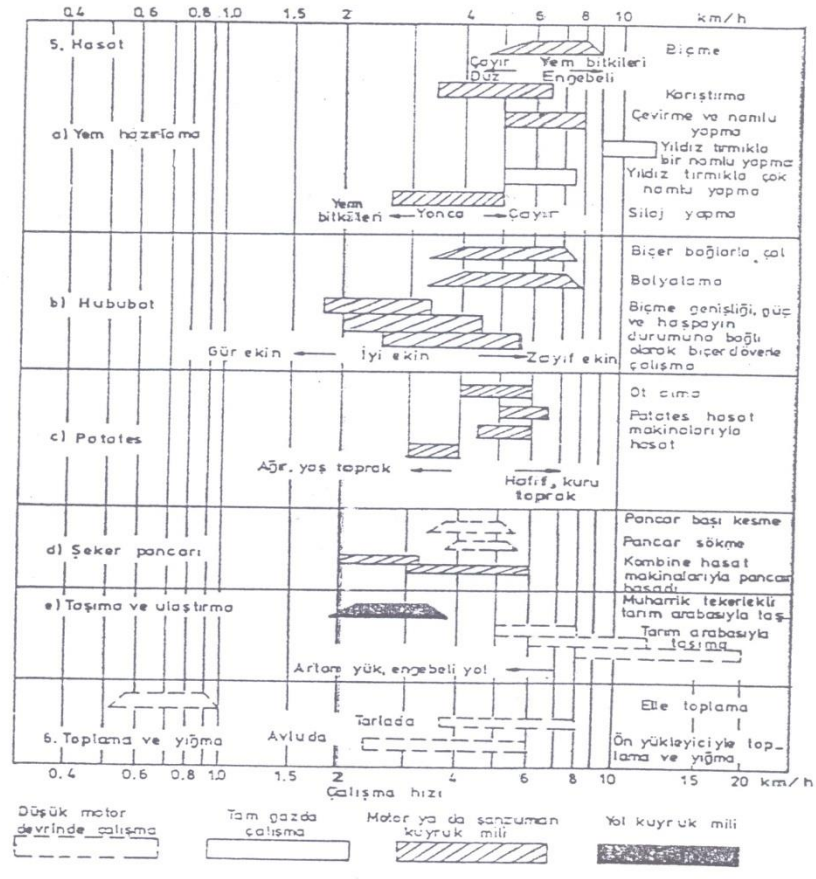 0.4 0.6 0.8 1.0 2 4 6 8 10 km/h
5. Hasat
Biçme
Çayır Yem bitkileri
Düz Engebeli
Karıştırma
a) Yem hazırlama
Çevirme ve namlu
yapma
Yıldız tırmıkla
bir namlu yapma
Yıldız tırmıkla çok
namlu yapma
Yem
bitkileri Yonca Çayır Silaj yapma
Biçer bağlarla çal
Balyalama
b) Hububat
Biçme genişliği, güç
ve haşpayın
durumuna bağlı
olarak biçerdöverle
çalışma
Gür ekin İyi ekin Zayıf ekin
Ot alma
Patates hasat
makinalarıyla
hasat
c) Patates
Ağır, yaş toprak
Hafif, kuru
toprak
Pancar başı kesme
Pancar sökme
d) Şeker pancarı
Kombine hasat
makinalarıyla pancar
hasadı
e) Taşıma ve ulaştırma
Muharrik tekerlekli
tarım arabasıyla taş
Tarım arabasıyla
taşıma
Artan yük, engebeli yol
Elle toplama
Tarlada
6. Toplama ve yığma Avluda
Ön yükleyiciyle top_
lama ve yığma
0.4 0.6 0.8 1.0 1.5 2 4 6 8 10 15 20 km/h
Çalışma hızı
Düşük motor
devrinde çalışma
Tam gazda
çalışma
Motor ya da şanzuman
kuyruk mili
Yol kuyruk mili